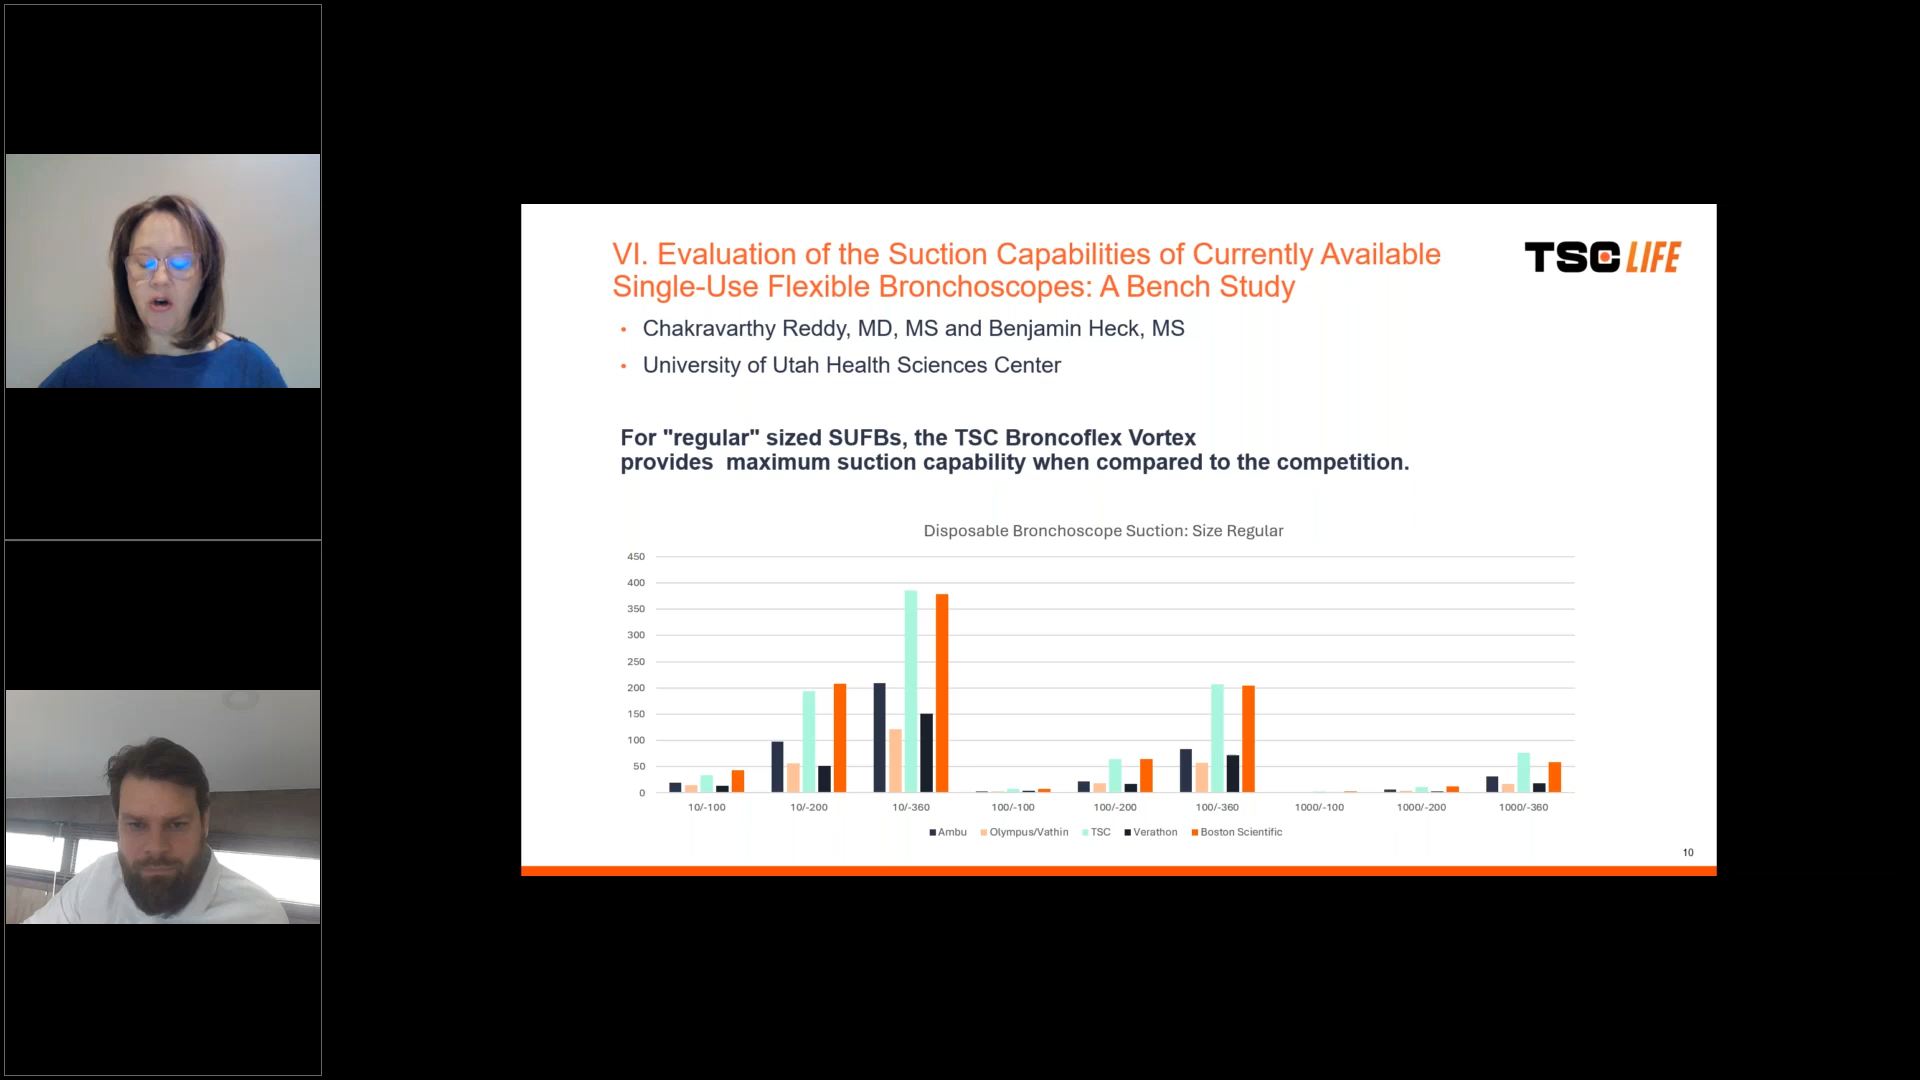 VI. Evaluation of the Suction Capabilities of Currently Available
Single-Use Flexible Bronchoscopes: A Bench Study
TSC LIFE
• Chakravarthy Reddy, MD, MS and Benjamin Heck, MS
• University of Utah Health Sciences Center
For "regular" sized SUFBs, the TSC Broncoflex Vortex
provides maximum suction capability when compared to the competition.
Disposable Bronchoscope Suction: Size Regular
450
400
350
300
250
200
150
100
50
0
10/-100 10/-200 10/-360 100/-100 100/-200 100/-360 1000/-100 1000/-200 1000/-360
Ambu Olympus/Vathin TSC Verathon Boston Scientific
10